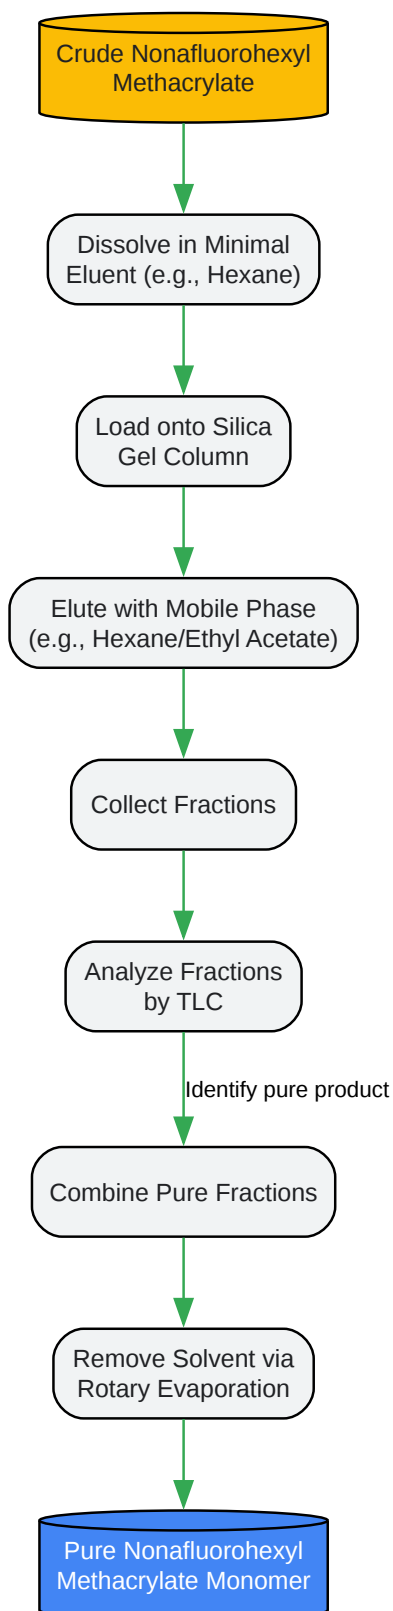 Crude Nonafluorohexyl
Methacrylate
Dissolve in Minimal
Eluent (e.g., Hexane)
Load onto Silica
Gel Column
Elute with Mobile Phase
(e.g., Hexane/Ethyl Acetate)
Collect Fractions
Analyze Fractions
by TLC
Identify pure product
Combine Pure Fractions
Remove Solvent via
Rotary Evaporation
Pure Nonafluorohexyl
Methacrylate Monomer